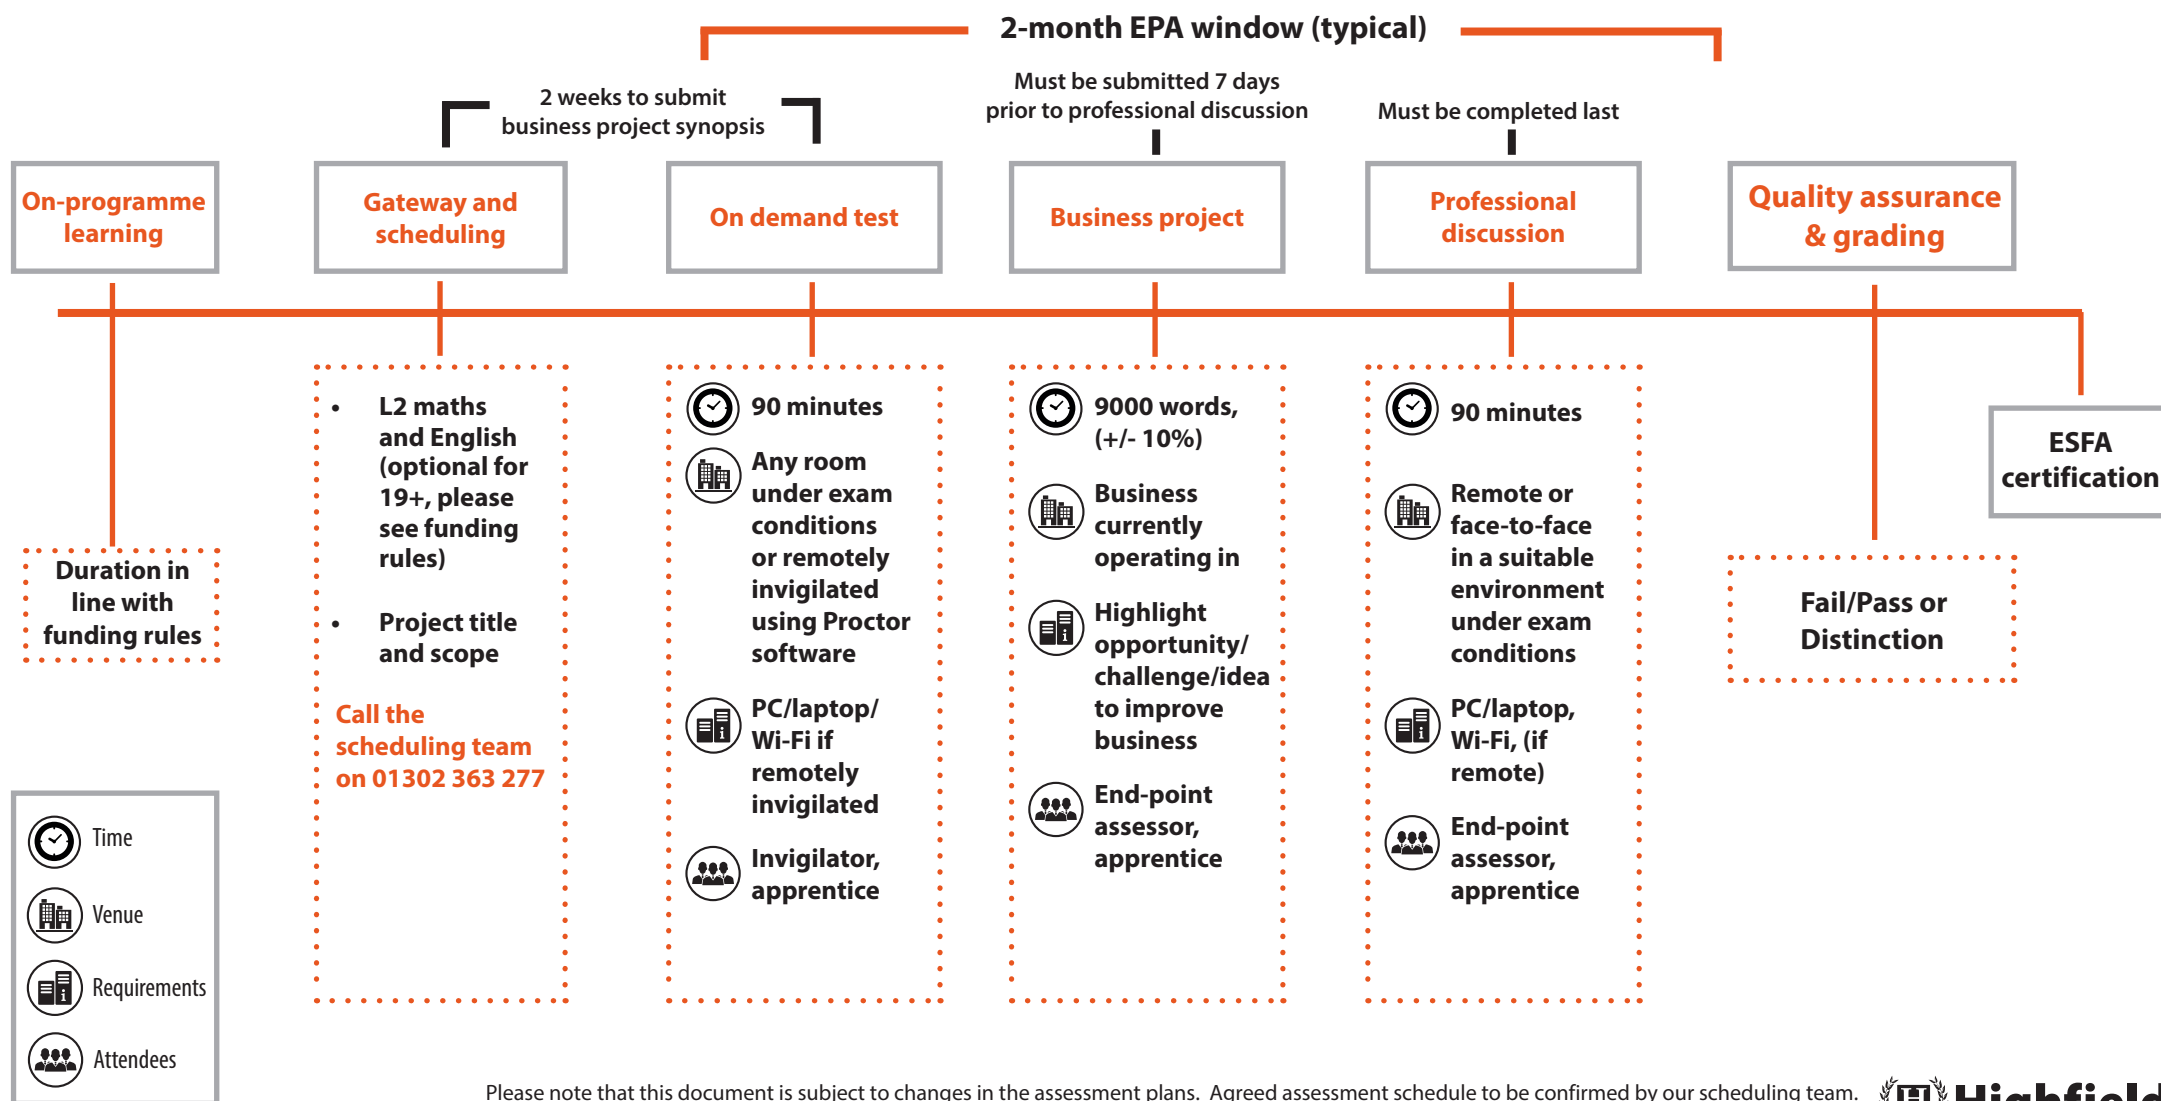 2-month EPA window (typical)
2 weeks to submit
business project synopsis
Must be submitted 7 days
prior to professional discussion
Must be completed last
On-programme
learning
Gateway and
scheduling
On demand test
Business project
Professional
discussion
Quality assurance
& grading
Duration in
line with
funding rules
• L2 maths
and English
(optional for
19+, please
see funding
rules)
• Project title
and scope
Call the
scheduling team
on 01302 363 277
90 minutes
Any room
under exam
conditions
or remotely
invigilated
using Proctor
software
PC/laptop/
Wi-Fi if
remotely
invigilated
Invigilator,
apprentice
9000 words,
(+/- 10%)
Business
currently
operating in
Highlight
opportunity/
challenge/idea
to improve
business
End-point
assessor,
apprentice
90 minutes
Remote or
face-to-face
in a suitable
environment
under exam
conditions
PC/laptop,
Wi-Fi, (if
remote)
End-point
assessor,
apprentice
Fail/Pass or
Distinction
ESFA
certification
Time
Venue
Requirements
Attendees
Please note that this document is subject to changes in the assessment plans. Agreed assessment schedule to be confirmed by our scheduling team.
Highfield